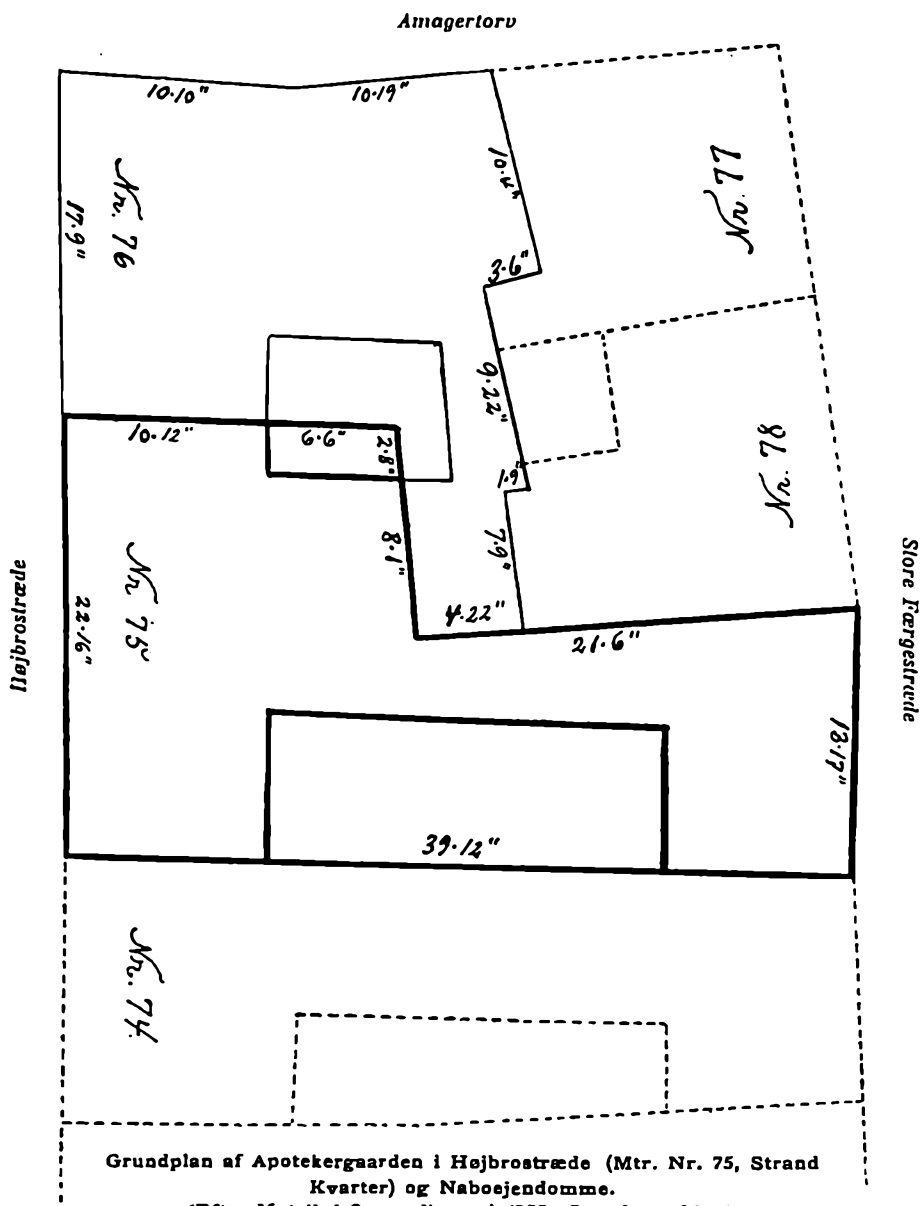 Amagertorv
10·10"
10·19"
Nr. 76
17·9"
Nr. 77
3·6"
9·22"
Nr. 78
10·12"
6·6"
2·8"
1·9"
7·9"
8·1"
4·22"
21·6"
Højbrostræde
Nr 75
22·16"
Store Færgestræde
13·17"
39·12"
Nr. 74.
Grundplan af Apotekergaarden i Højbrostræde (Mtr. Nr. 75, Strand
Kvarter) og Naboejendomme.